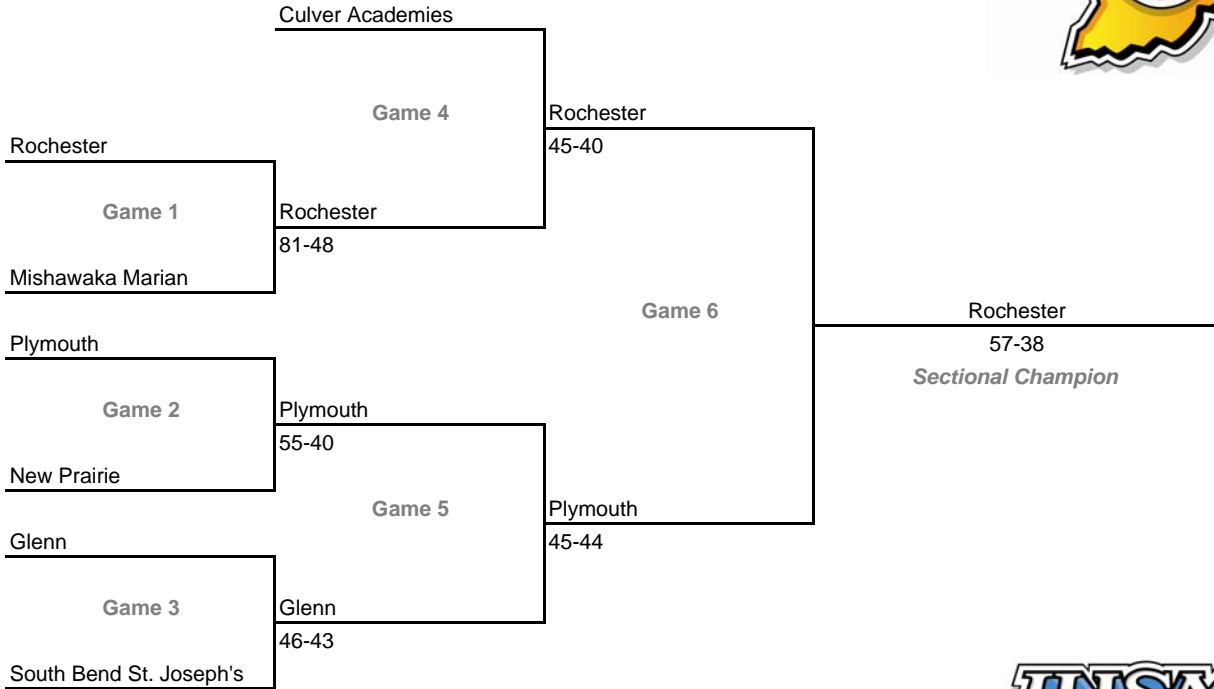 Culver Academies
Game 4
Rochester
Rochester
45-40
Game 1
Rochester
81-48
Mishawaka Marian
Game 6
Rochester
Plymouth
57-38
Sectional Champion
Game 2
Plymouth
55-40
New Prairie
Game 5
Plymouth
Glenn
45-44
Game 3
Glenn
46-43
South Bend St. Joseph's